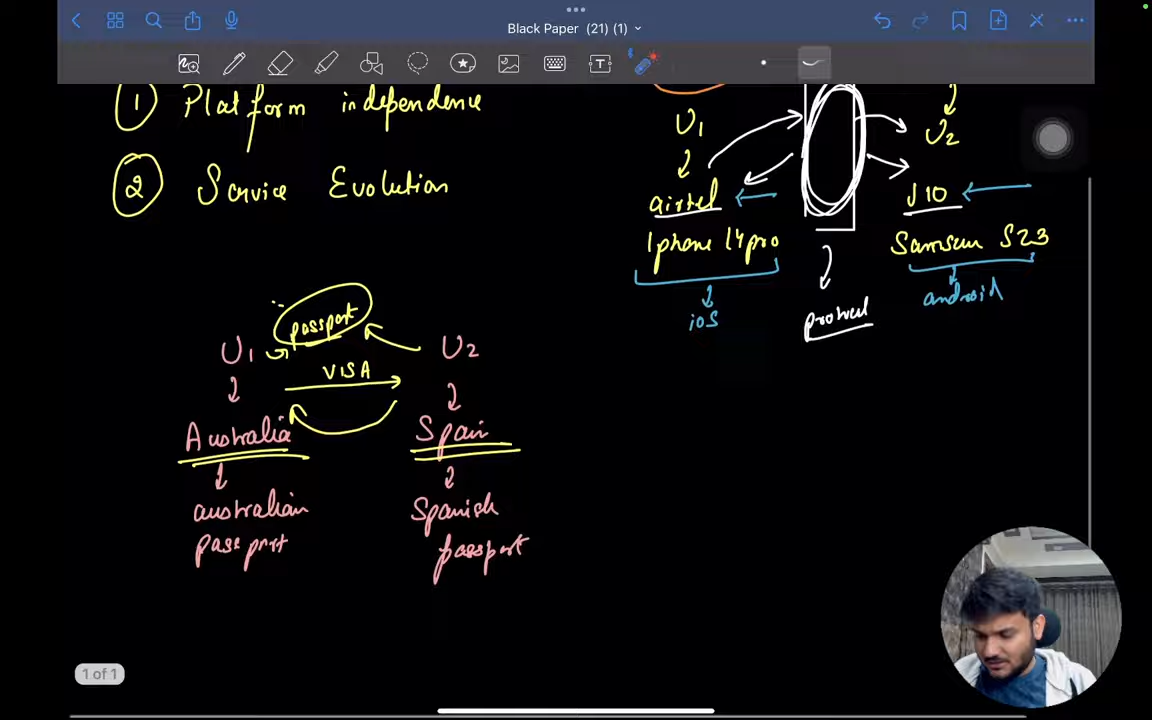 Black Paper (21) (1)
1 Platform independence
2 Service Evolution
U1
airtel
Iphone 14pro
ios
U2
J10
Samsun S23
android
protocol
passport
U1
U2
VISA
Australia
Spain
australian
passport
Spanish
passport
1 of 1